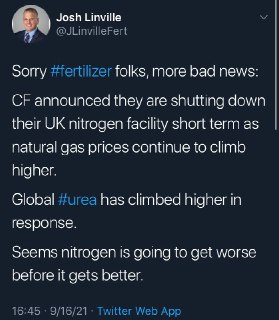 Josh Linville
@JLinvilleFert
Sorry #fertilizer folks, more bad news:
CF announced they are shutting down
their UK nitrogen facility short term as
natural gas prices continue to climb
higher.
Global #urea has climbed higher in
response.
Seems nitrogen is going to get worse
before it gets better.
16:45 · 9/16/21 · Twitter Web App